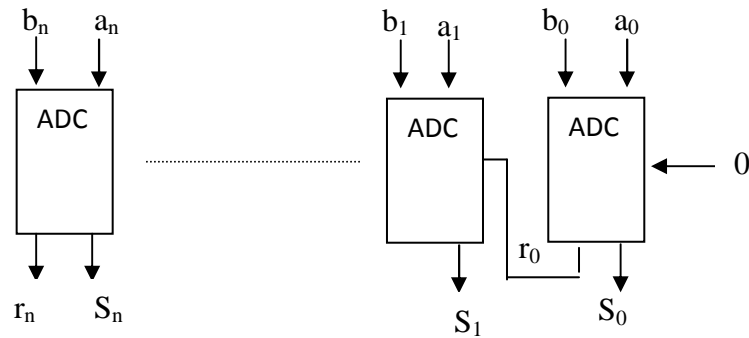 bₙ aₙ b₁ a₁ b₀ a₀
ADC ADC ADC
0
r₀
rₙ Sₙ S₁ S₀